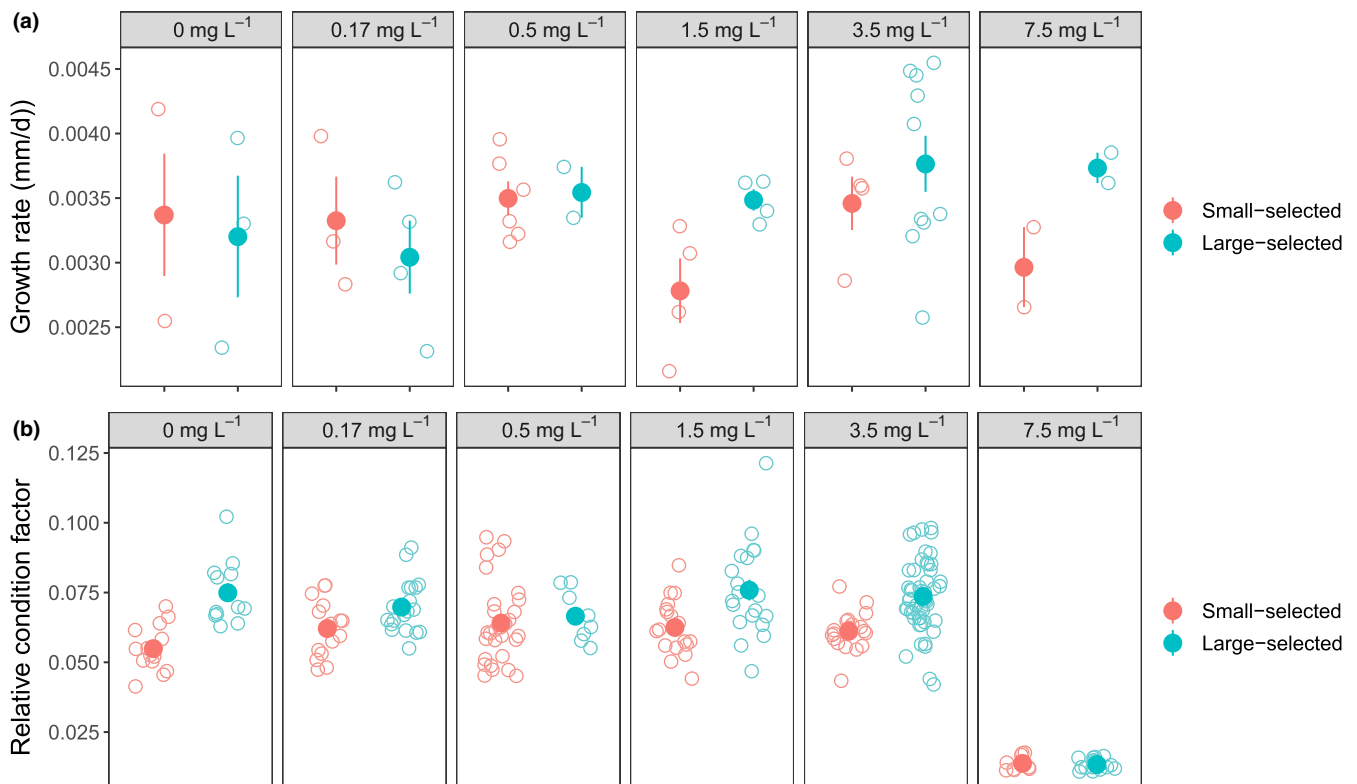 (a)
0 mg L⁻¹
0.17 mg L⁻¹
0.5 mg L⁻¹
1.5 mg L⁻¹
3.5 mg L⁻¹
7.5 mg L⁻¹
Growth rate (mm/d))
0.0045
0.0040
0.0035
0.0030
0.0025
Small−selected
Large−selected
(b)
0 mg L⁻¹
0.17 mg L⁻¹
0.5 mg L⁻¹
1.5 mg L⁻¹
3.5 mg L⁻¹
7.5 mg L⁻¹
Relative condition factor
0.125
0.100
0.075
0.050
0.025
Small−selected
Large−selected